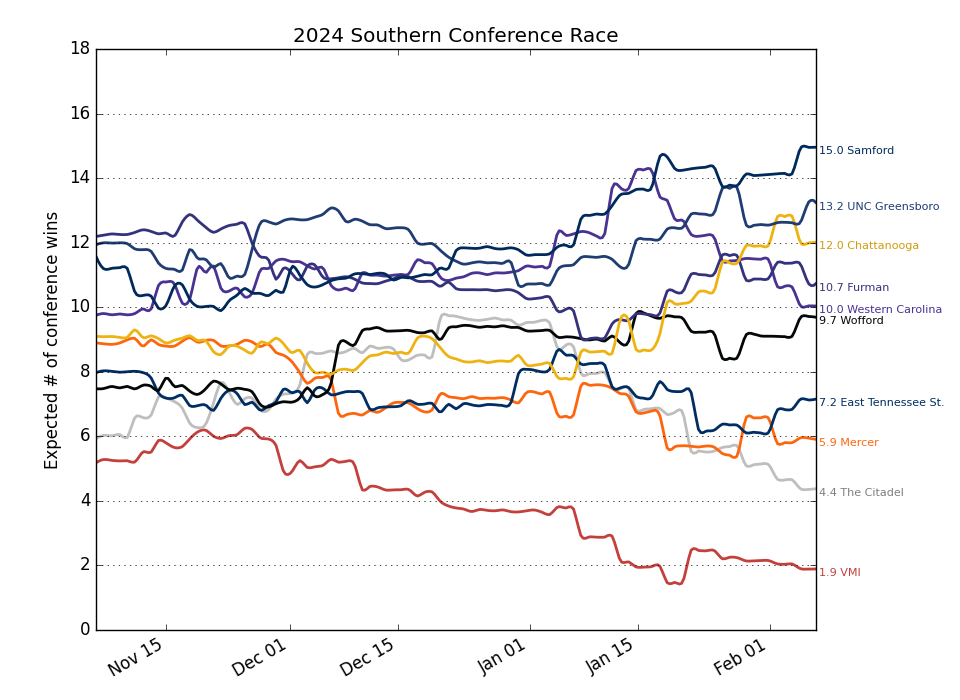 2024 Southern Conference Race
Expected # of conference wins
18
16
14
12
10
8
6
4
2
0
Nov 15
Dec 01
Dec 15
Jan 01
Jan 15
Feb 01
15.0 Samford
13.2 UNC Greensboro
12.0 Chattanooga
10.7 Furman
10.0 Western Carolina
9.7 Wofford
7.2 East Tennessee St.
5.9 Mercer
4.4 The Citadel
1.9 VMI